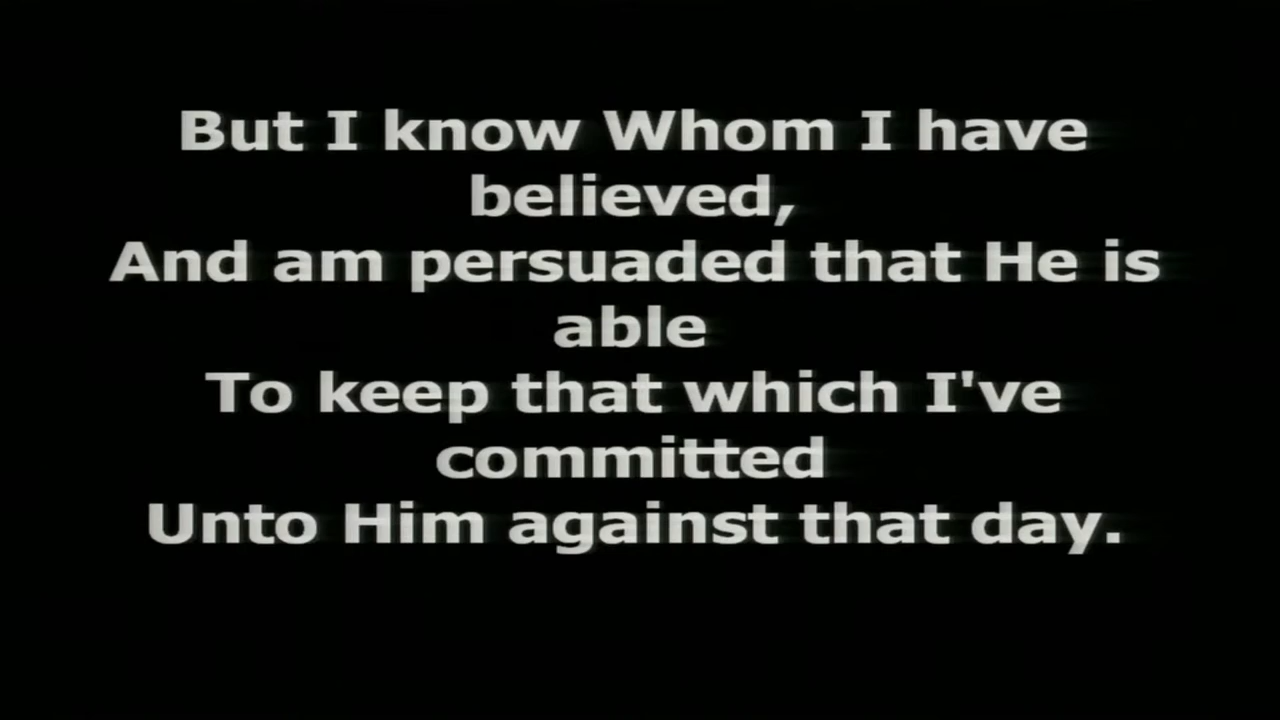 But I know Whom I have
believed,
And am persuaded that He is
able
To keep that which I've
committed
Unto Him against that day.